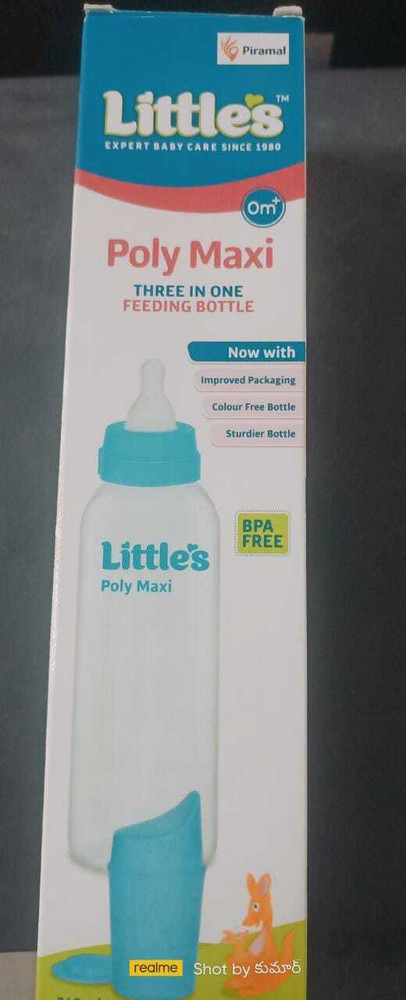 Piramal
Little's™
EXPERT BABY CARE SINCE 1980
0m+
Poly Maxi
THREE IN ONE
FEEDING BOTTLE
Now with
Improved Packaging
Colour Free Bottle
Sturdier Bottle
BPA
FREE
Little's
Poly Maxi
realme Shot by కుమార్